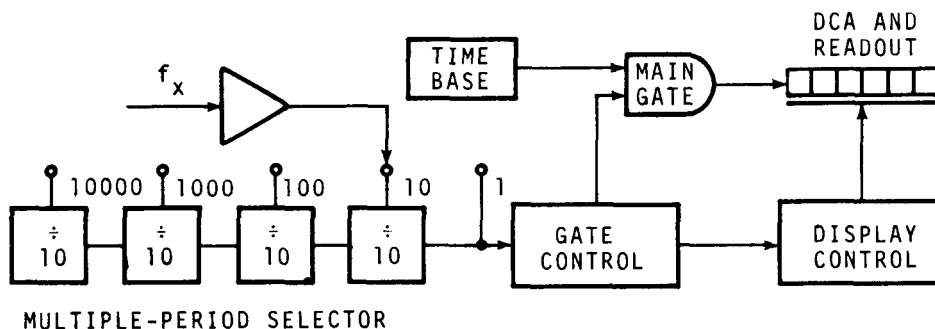 DCA AND
READOUT
TIME
BASE
MAIN
GATE
fx
10000
1000
100
10
1
÷
10
÷
10
÷
10
÷
10
GATE
CONTROL
DISPLAY
CONTROL
MULTIPLE-PERIOD SELECTOR